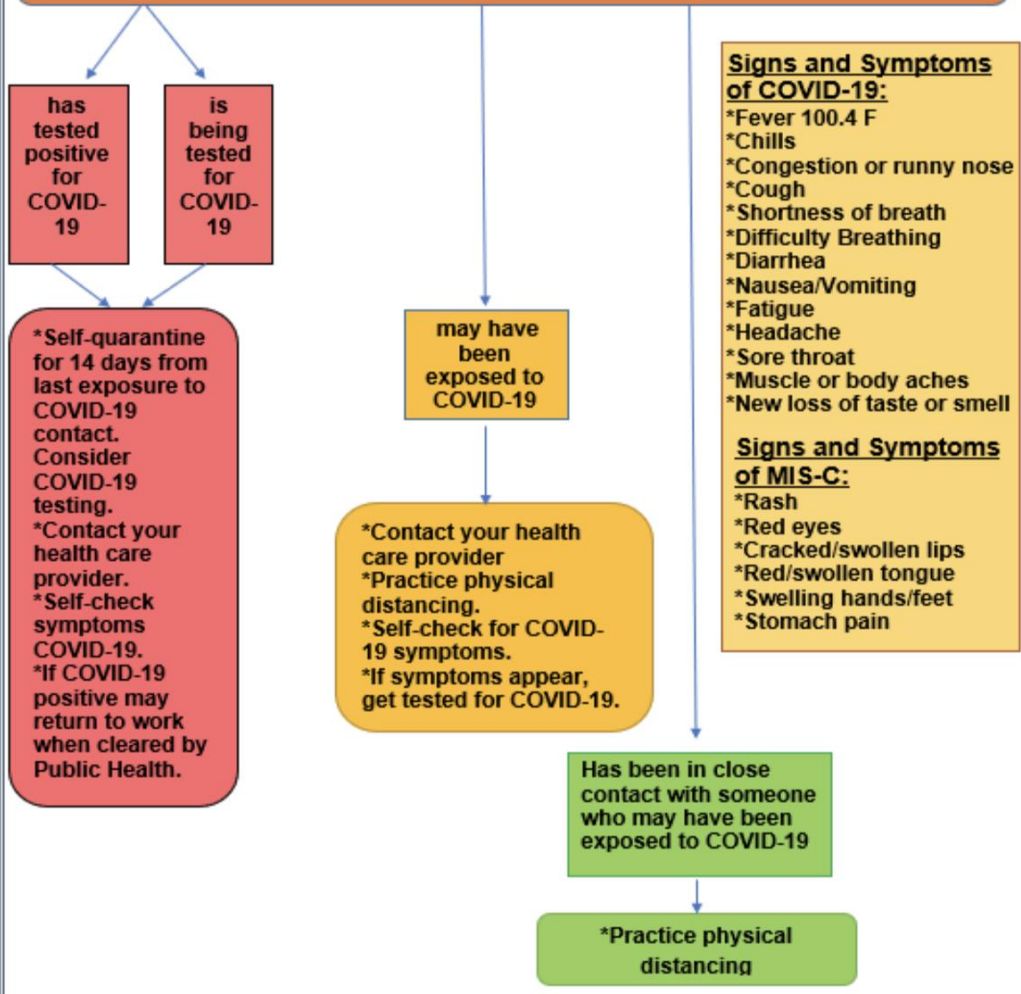 has
tested
positive
for
COVID-
19
is
being
tested
for
COVID-
19
*Self-quarantine
for 14 days from
last exposure to
COVID-19
contact.
Consider
COVID-19
testing.
*Contact your
health care
provider.
*Self-check
symptoms
COVID-19.
*If COVID-19
positive may
return to work
when cleared by
Public Health.
may have
been
exposed to
COVID-19
*Contact your health
care provider
*Practice physical
distancing.
*Self-check for COVID-
19 symptoms.
*If symptoms appear,
get tested for COVID-19.
Has been in close
contact with someone
who may have been
exposed to COVID-19
*Practice physical
distancing
Signs and Symptoms
of COVID-19:
*Fever 100.4 F
*Chills
*Congestion or runny nose
*Cough
*Shortness of breath
*Difficulty Breathing
*Diarrhea
*Nausea/Vomiting
*Fatigue
*Headache
*Sore throat
*Muscle or body aches
*New loss of taste or smell
Signs and Symptoms
of MIS-C:
*Rash
*Red eyes
*Cracked/swollen lips
*Red/swollen tongue
*Swelling hands/feet
*Stomach pain